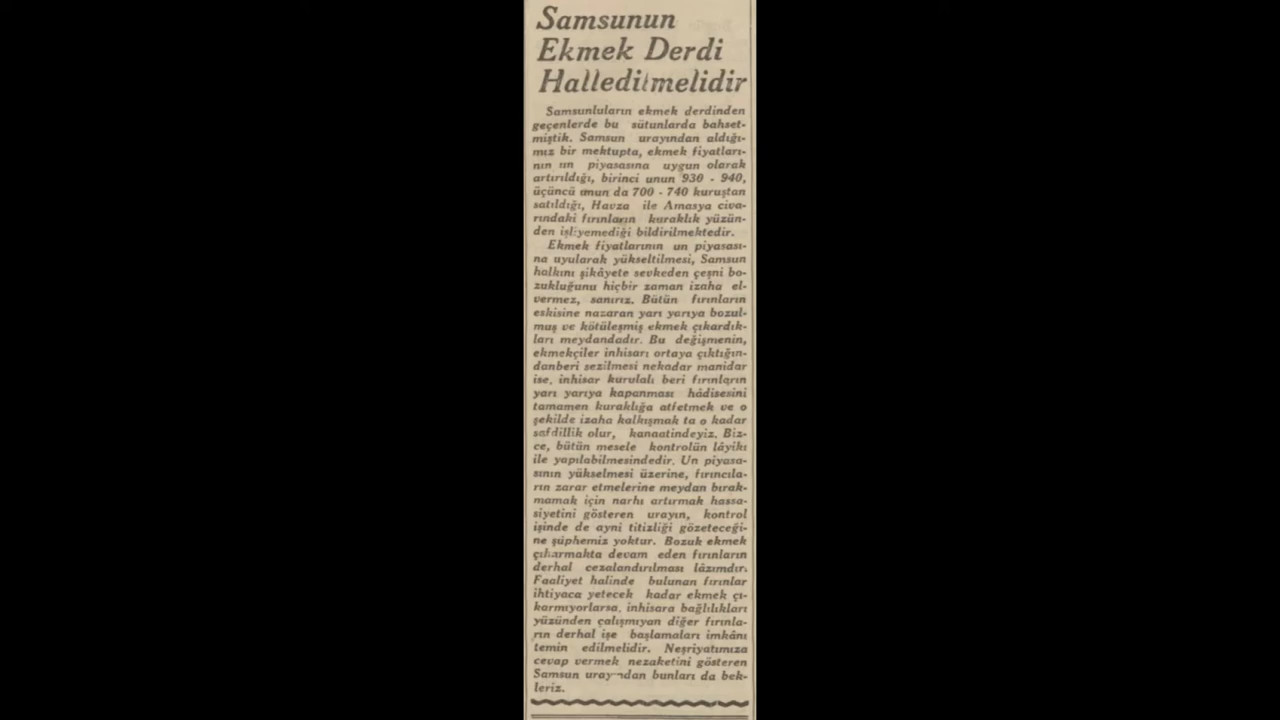 Samsunun
Ekmek Derdi
Halledilmelidir
Samsunluların ekmek derdinden
geçenlerde bu sütunlarda bahset-
miştik. Samsun urayından aldığı-
mız bir mektupta, ekmek fiyatları-
nın un piyasasına uygun olarak
artırıldığı, birinci unun 930 - 940,
üçüncü unun da 700 - 740 kuruştan
satıldığı, Havza ile Amasya civa-
rındaki fırınların kuraklık yüzün-
den işliyemediği bildirilmektedir.
Ekmek fiyatlarının un piyasası-
na uyularak yükseltilmesi, Samsun
halkını şikâyete sevkeden çeşni bo-
zukluğunu hiçbir zaman izaha el-
vermez, sanırız. Bütün fırınların
eskisine nazaran yarı yarıya bozul-
muş ve kötüleşmiş ekmek çıkardık-
ları meydandadır. Bu değişmenin,
ekmekçiler inhisarı ortaya çıktığın-
danberi sezilmesi nekadar manidar
ise, inhisar kurulalı beri fırınların
yarı yarıya kapanması hâdisesini
tamamen kuraklığa atfetmek ve o
şekilde izaha kalkışmak ta o kadar
safdillik olur, kanaatindeyiz. Biz-
ce, bütün mesele kontrolün lâyiki
ile yapılabilmesindedir. Un piyasa-
sının yükselmesi üzerine, fırıncıla-
rın zarar etmelerine meydan bırak-
mamak için narhı artırmak hassa-
siyetini gösteren urayın, kontrol
işinde de ayni titizliği gözeteceği-
ne şüphemiz yoktur. Bozuk ekmek
çıkarmakta devam eden fırınların
derhal cezalandırılması lâzımdır.
Faaliyet halinde bulunan fırınlar
ihtiyaca yetecek kadar ekmek çı-
karmıyorlarsa, inhisara bağlılıkları
yüzünden çalışmıyan diğer fırınla-
rın derhal işe başlamaları imkânı
temin edilmelidir. Neşriyatımıza
cevap vermek nezaketini gösteren
Samsun urayından bunları da bek-
leriz.